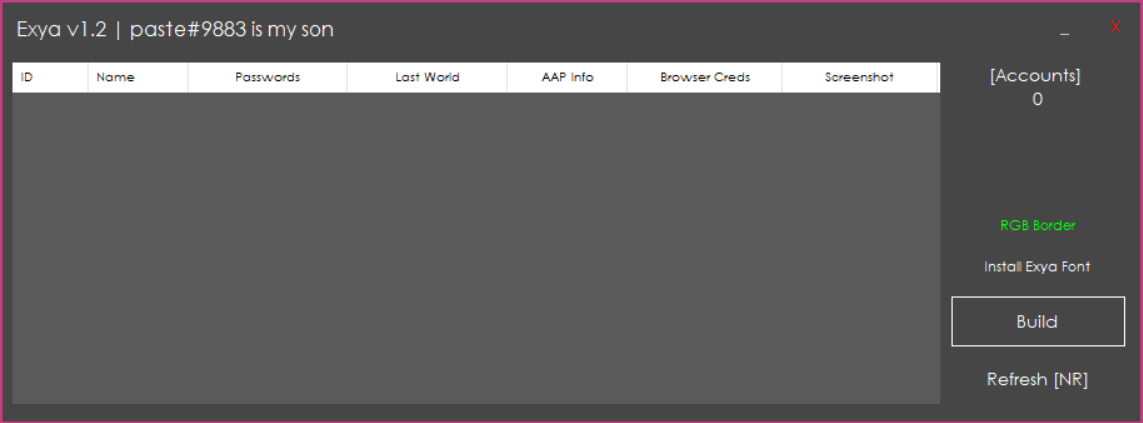 Exya v1.2 | paste#9883 is my son
_ X
ID Name Passwords Last World AAP Info Browser Creds Screenshot
[Accounts]
0
RGB Border
Install Exya Font
Build
Refresh [NR]